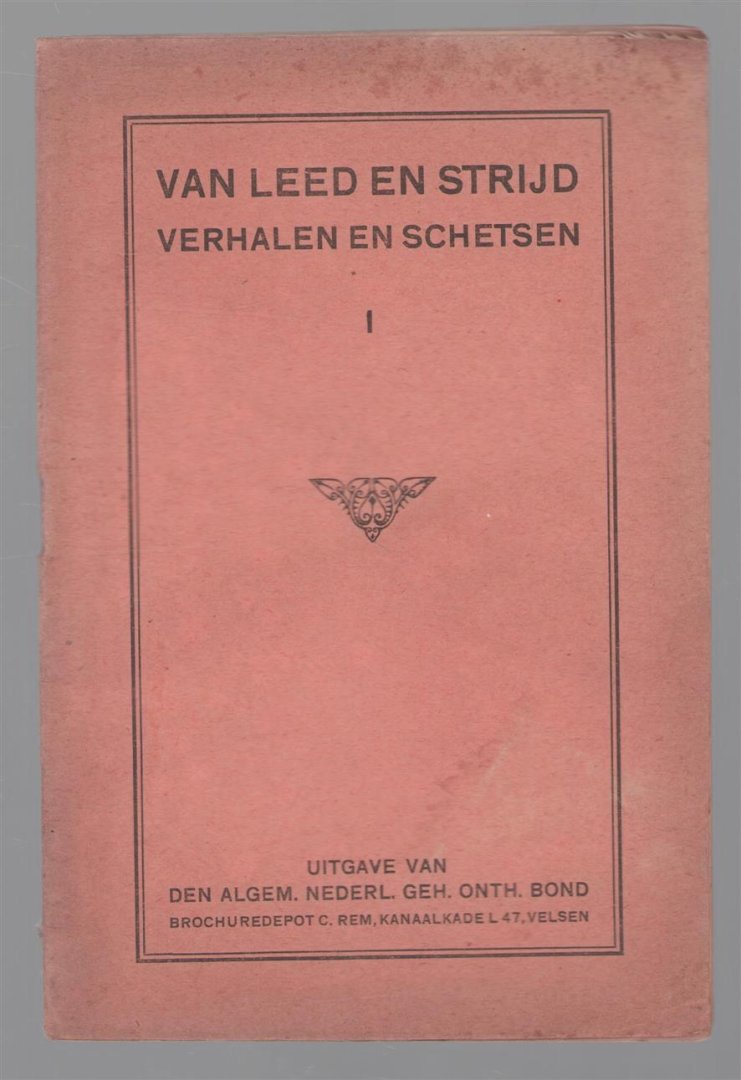 VAN LEED EN STRIJD
VERHALEN EN SCHETSEN
I
UITGAVE VAN
DEN ALGEM. NEDERL. GEH. ONTH. BOND
BROCHUREDEPOT C. REM, KANAALKADE L 47, VELSEN